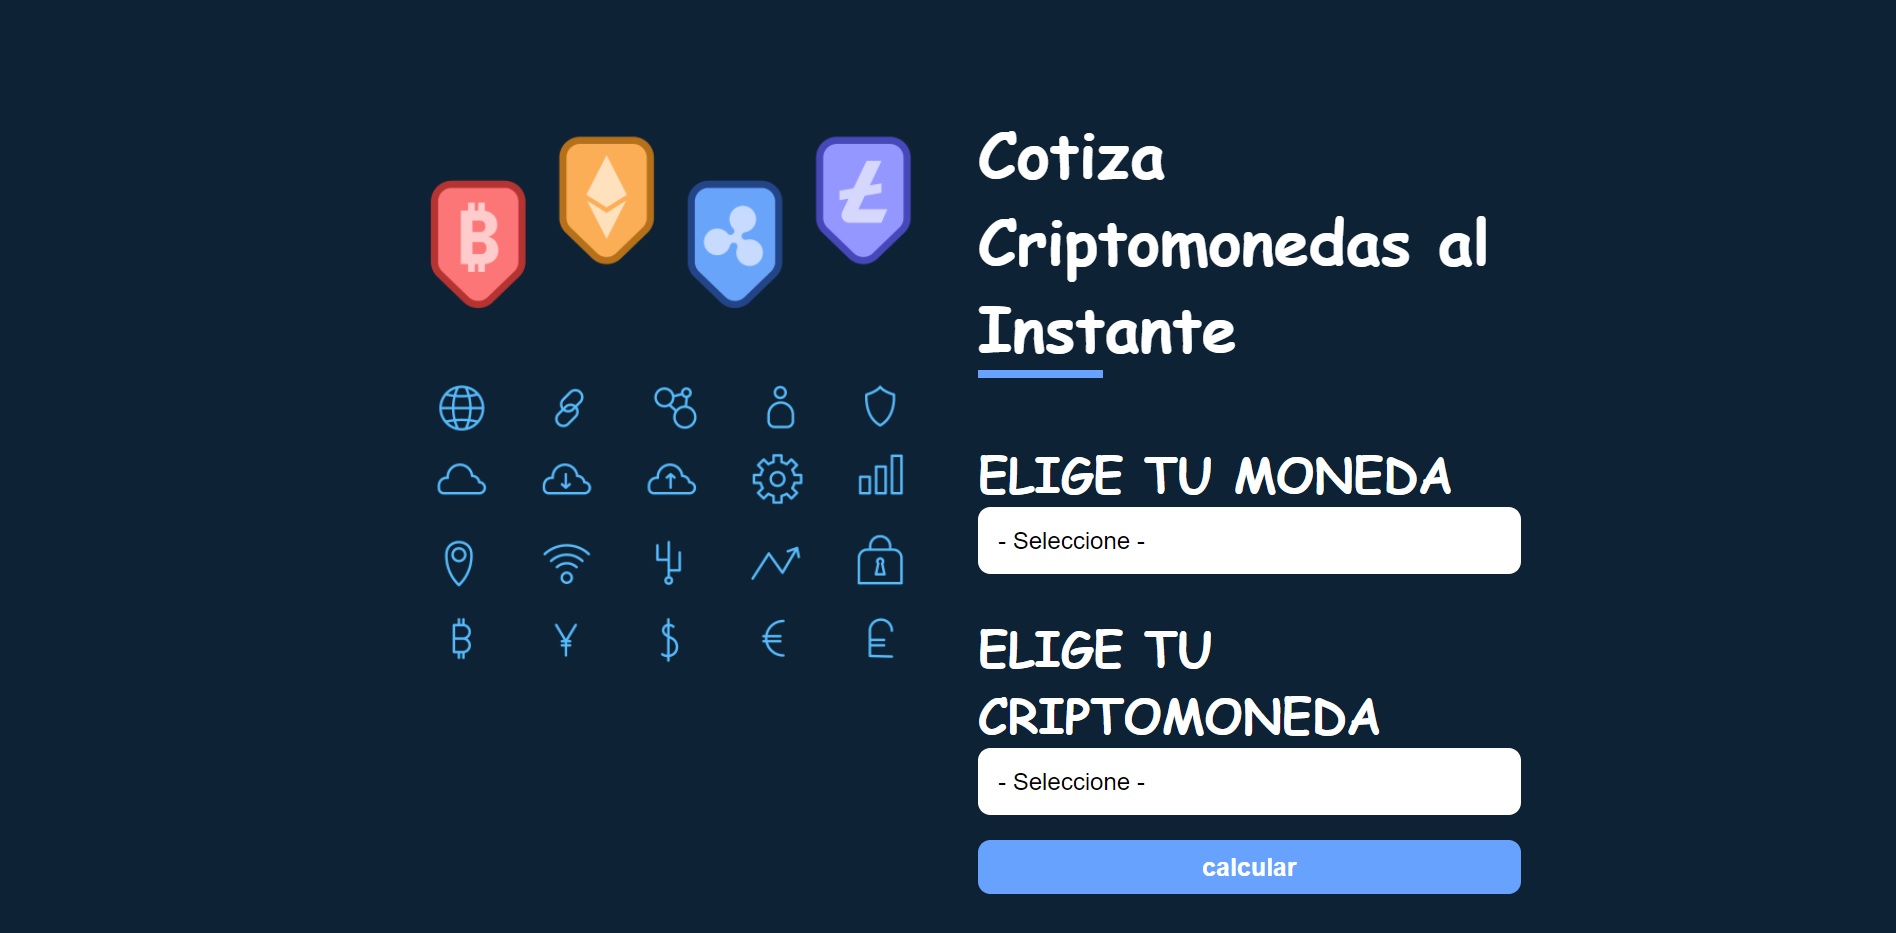 Cotiza
Criptomonedas al
Instante
ELIGE TU MONEDA
- Seleccione -
ELIGE TU
CRIPTOMONEDA
- Seleccione -
calcular